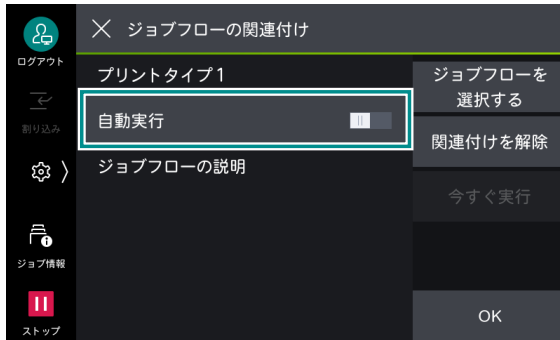 ログアウト
割り込み
ジョブ情報
ストップ
ジョブフローの関連付け
プリントタイプ1
自動実行
ジョブフローの説明
ジョブフローを
選択する
関連付けを解除
今すぐ実行
OK